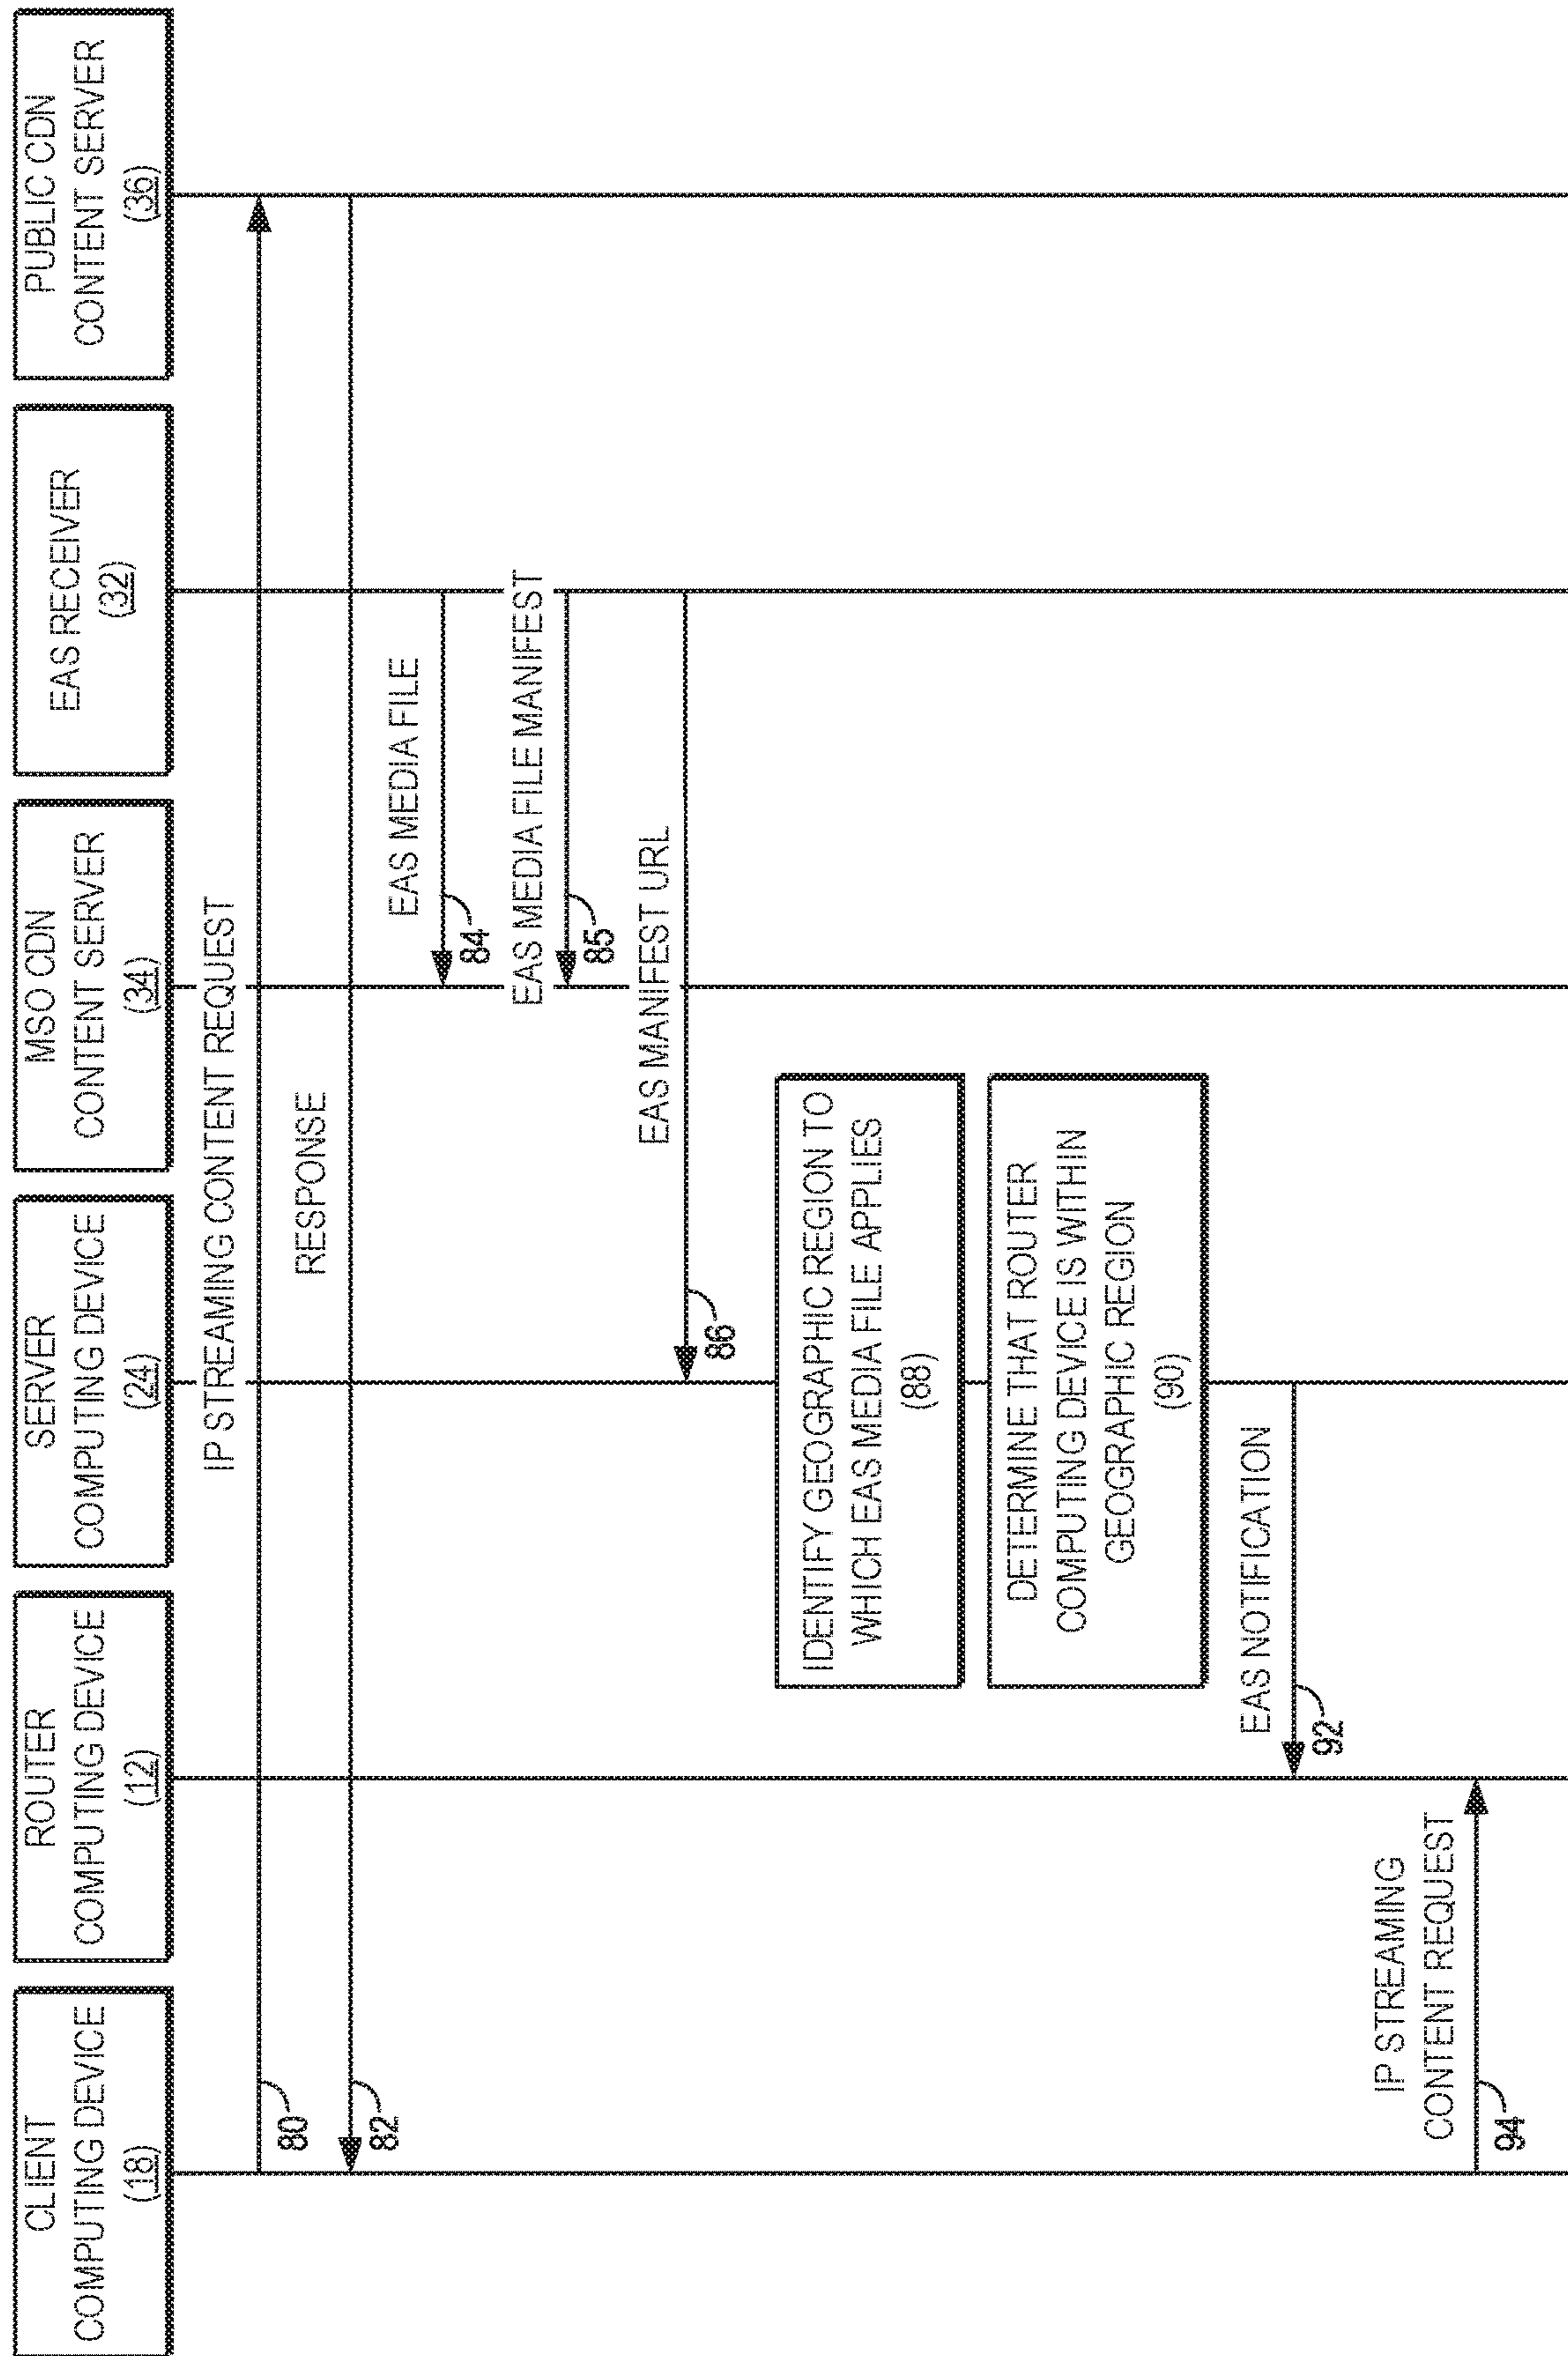 CLIENT
COMPUTING DEVICE
(18)
ROUTER
COMPUTING DEVICE
(12)
SERVER
COMPUTING DEVICE
(24)
MSO CDN
CONTENT SERVER
(34)
EAS RECEIVER
(32)
PUBLIC CDN
CONTENT SERVER
(36)
IP STREAMING CONTENT REQUEST
80
RESPONSE
82
EAS MEDIA FILE
84
EAS MEDIA FILE MANIFEST
85
EAS MANIFEST URL
86
IDENTIFY GEOGRAPHIC REGION TO
WHICH EAS MEDIA FILE APPLIES
(88)
DETERMINE THAT ROUTER
COMPUTING DEVICE IS WITHIN
GEOGRAPHIC REGION
(90)
EAS NOTIFICATION
92
IP STREAMING
CONTENT REQUEST
94